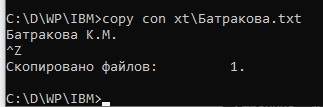 C:\D\WP\IBM>copy con xt\Батракова.txt
Батракова К.М.
^Z
Скопировано файлов:         1.
C:\D\WP\IBM>